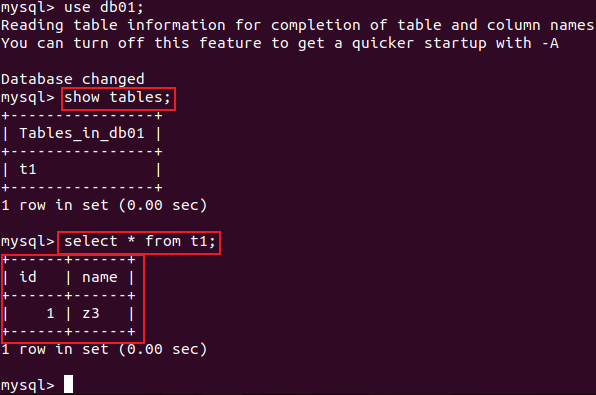 mysql> use db01;
Reading table information for completion of table and column names
You can turn off this feature to get a quicker startup with -A
Database changed
mysql> show tables;
+----------------+
| Tables_in_db01 |
+----------------+
| t1             |
+----------------+
1 row in set (0.00 sec)
mysql> select * from t1;
+------+------+
| id   | name |
+------+------+
|    1 | z3   |
+------+------+
1 row in set (0.00 sec)
mysql>